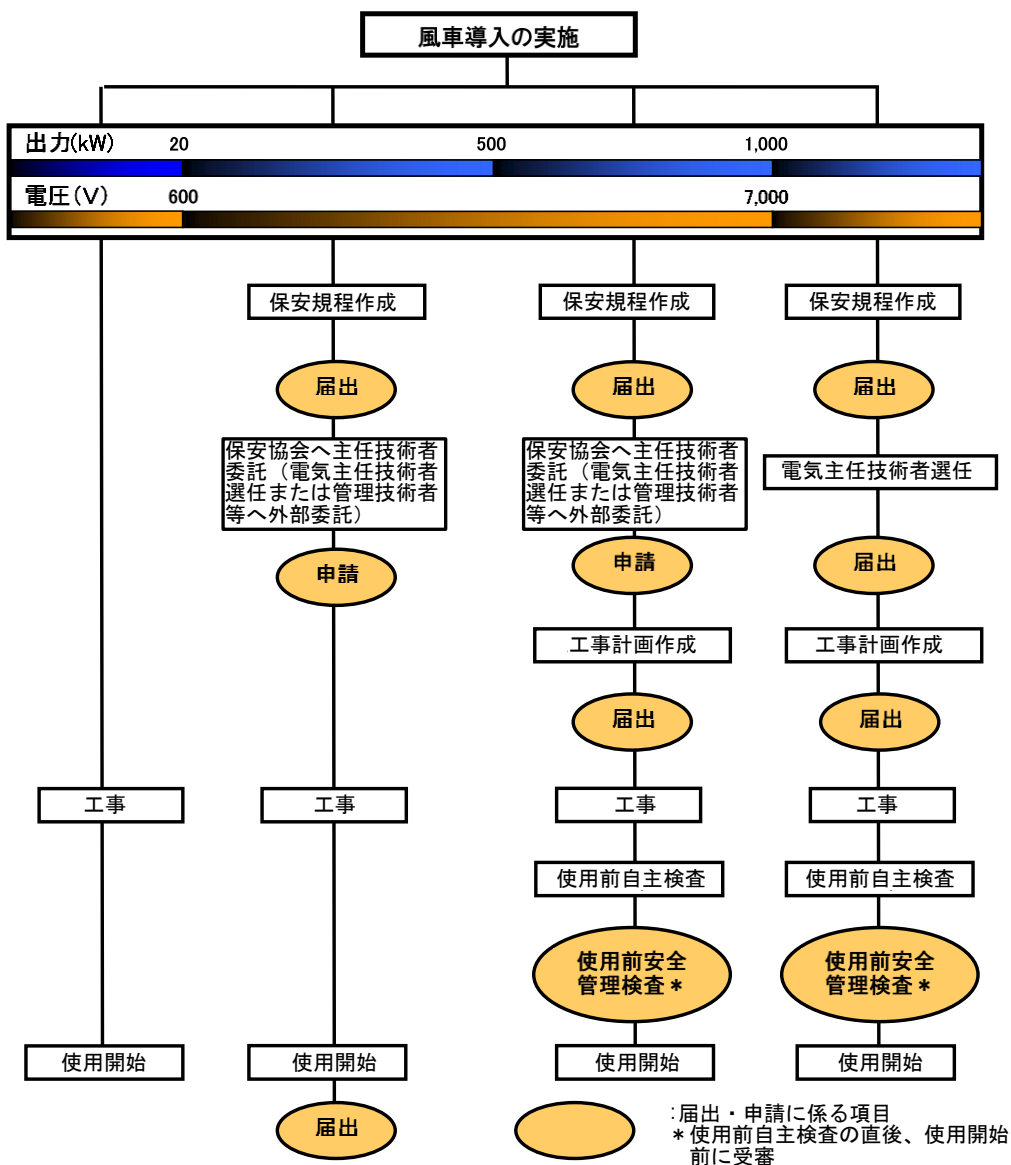 風車導入の実施
出力(kW) 20 500 1,000
電圧(V) 600 7,000
保安規程作成 保安規程作成 保安規程作成
届出 届出 届出
保安協会へ主任技術者
委託（電気主任技術者
選任または管理技術者
等へ外部委託）
保安協会へ主任技術者
委託（電気主任技術者
選任または管理技術者
等へ外部委託）
電気主任技術者選任
申請 申請 届出
工事計画作成 工事計画作成
届出 届出
工事 工事 工事 工事
使用前自主検査 使用前自主検査
使用前安全
管理検査＊
使用前安全
管理検査＊
使用開始 使用開始 使用開始 使用開始
届出
:届出・申請に係る項目
＊使用前自主検査の直後、使用開始
前に受審